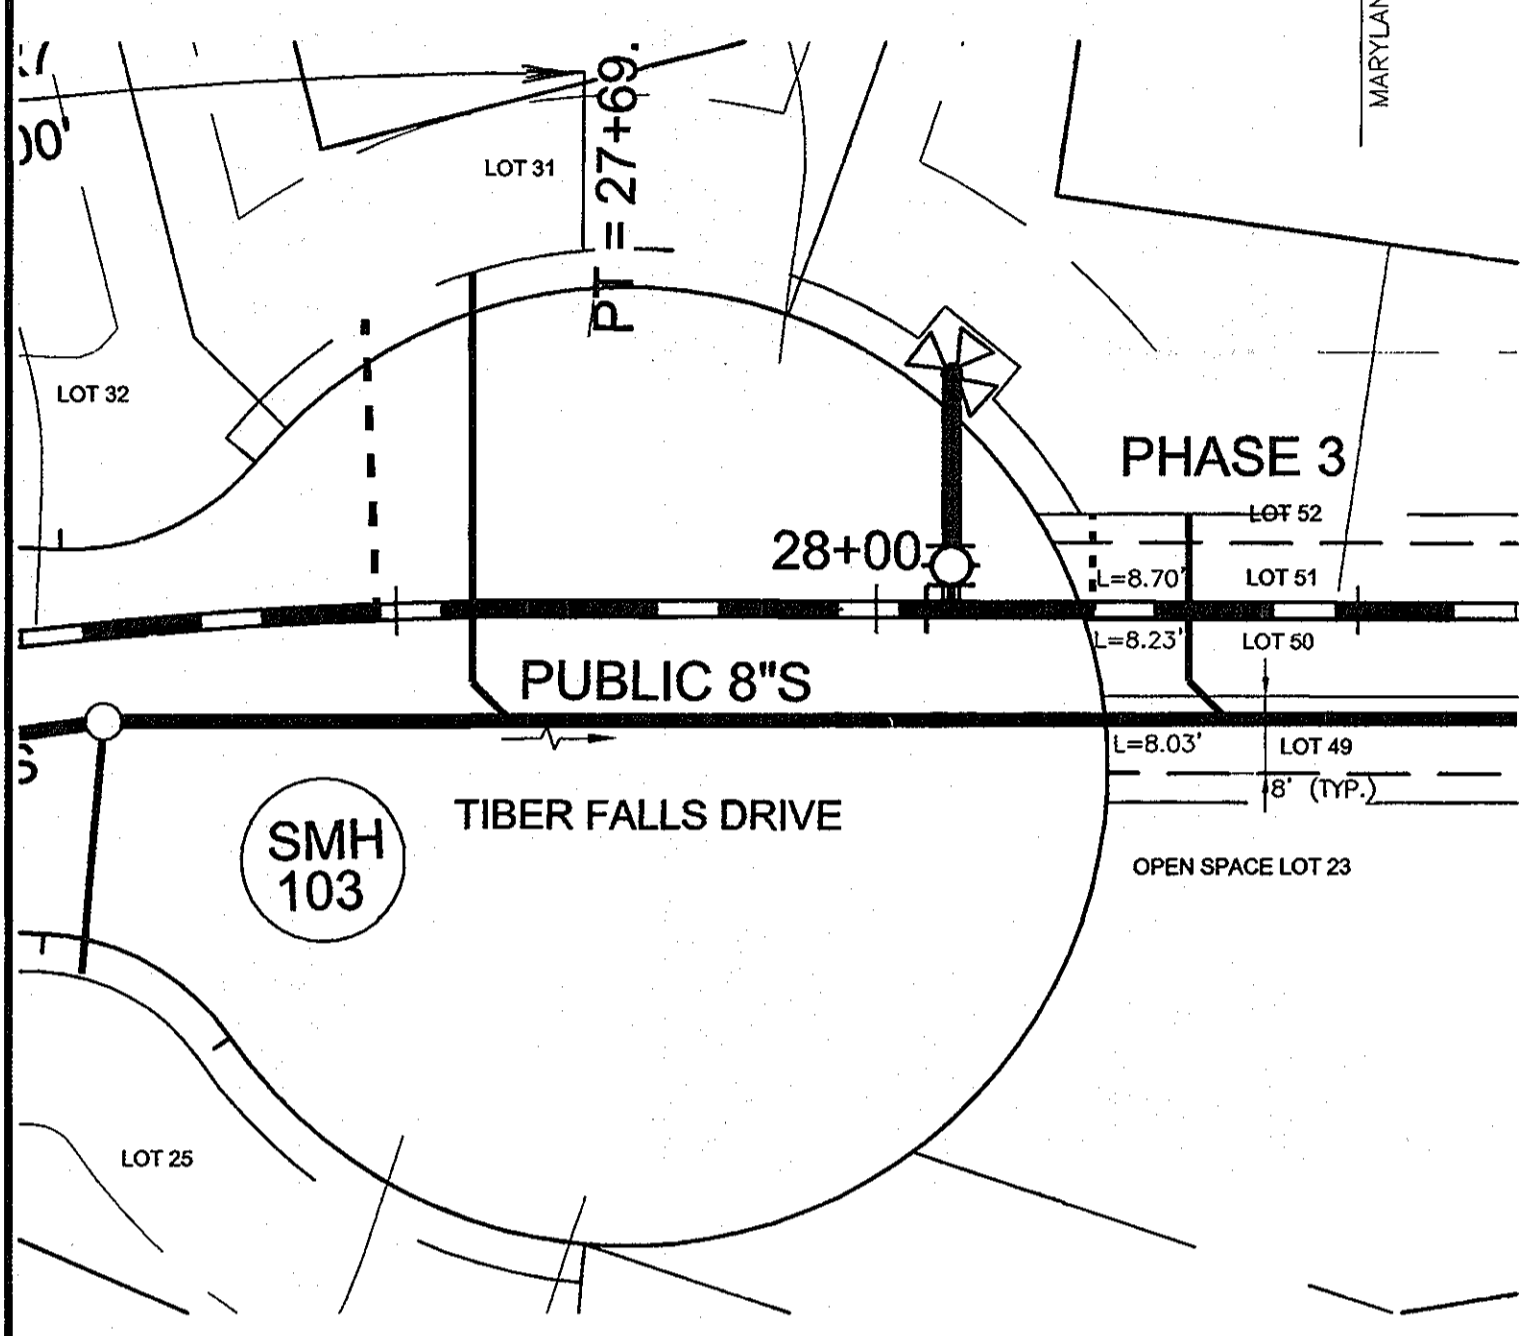 LOT 31
PT = 27+69.
LOT 32
PHASE 3
LOT 52
28+00
L=8.70'
LOT 51
L=8.23'
LOT 50
PUBLIC 8"S
L=8.03'
LOT 49
8' (TYP.)
TIBER FALLS DRIVE
SMH
103
OPEN SPACE LOT 23
LOT 25